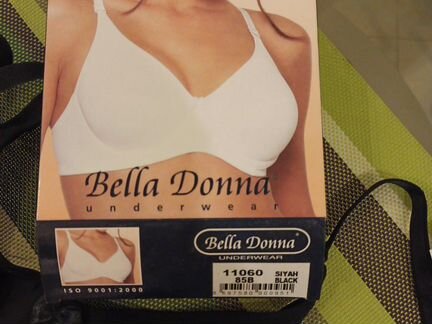 Bella Donna
underwear
Bella Donna
UNDERWEAR
11060
85B
SIYAH
BLACK
ISO 9001:2000